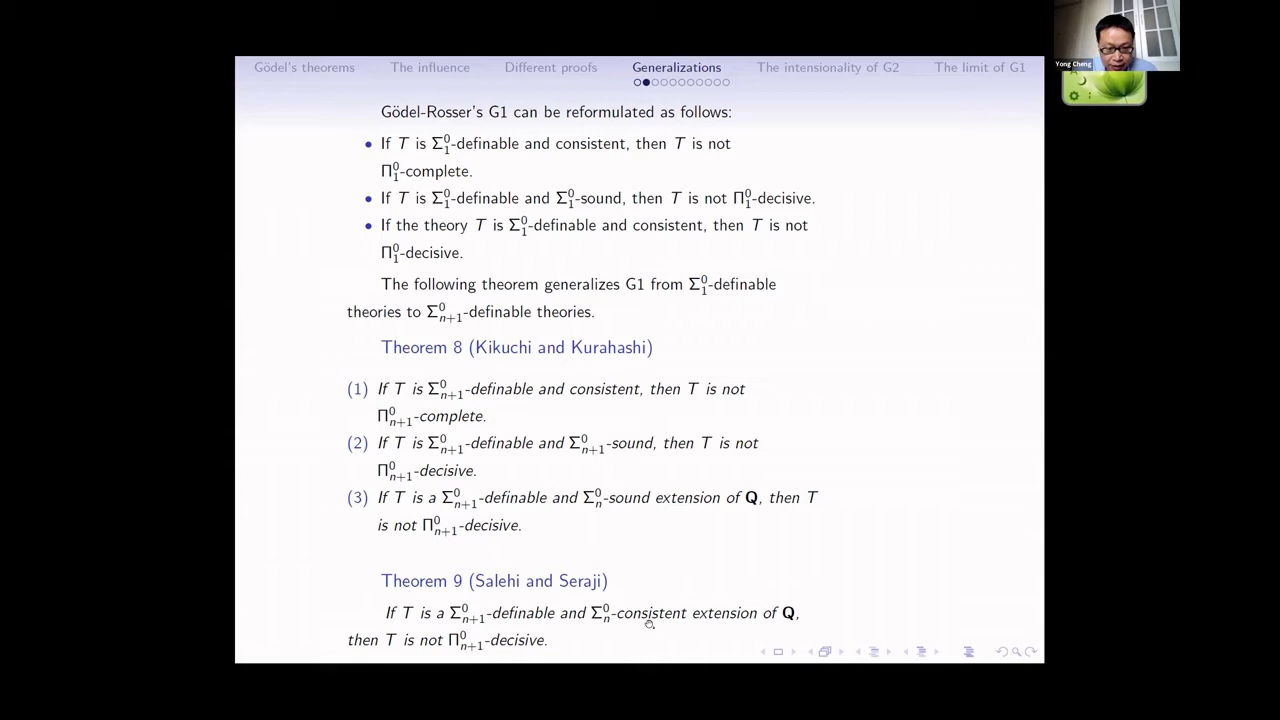 Gödel's theorems The influence Different proofs Generalizations The intensionality of G2 The limit of G1
Yong Cheng
Gödel-Rosser's G1 can be reformulated as follows:
• If T is Σ⁰₁-definable and consistent, then T is not
Π⁰₁-complete.
• If T is Σ⁰₁-definable and Σ⁰₁-sound, then T is not Π⁰₁-decisive.
• If the theory T is Σ⁰₁-definable and consistent, then T is not
Π⁰₁-decisive.
The following theorem generalizes G1 from Σ⁰₁-definable
theories to Σ⁰ₙ₊₁-definable theories.
Theorem 8 (Kikuchi and Kurahashi)
(1) If T is Σ⁰ₙ₊₁-definable and consistent, then T is not
Π⁰ₙ₊₁-complete.
(2) If T is Σ⁰ₙ₊₁-definable and Σ⁰ₙ₊₁-sound, then T is not
Π⁰ₙ₊₁-decisive.
(3) If T is a Σ⁰ₙ₊₁-definable and Σ⁰ₙ-sound extension of Q, then T
is not Π⁰ₙ₊₁-decisive.
Theorem 9 (Salehi and Seraji)
If T is a Σ⁰ₙ₊₁-definable and Σ⁰ₙ-consistent extension of Q,
then T is not Π⁰ₙ₊₁-decisive.